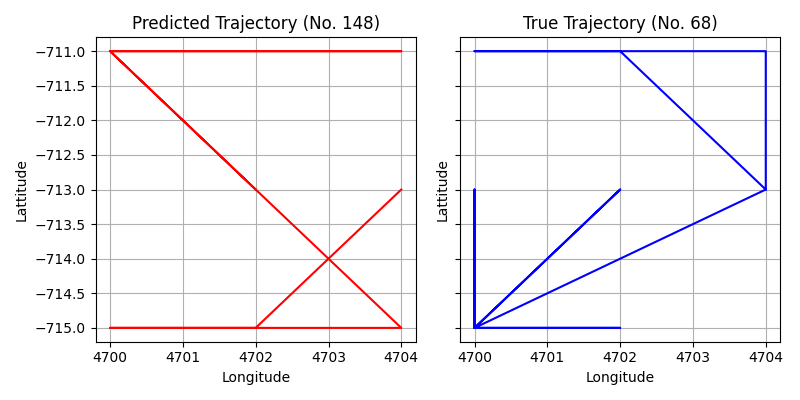 Predicted Trajectory (No. 148)
True Trajectory (No. 68)
Lattitude
−711.0
−711.5
−712.0
−712.5
−713.0
−713.5
−714.0
−714.5
−715.0
4700 4701 4702 4703 4704
Longitude
Lattitude
4700 4701 4702 4703 4704
Longitude